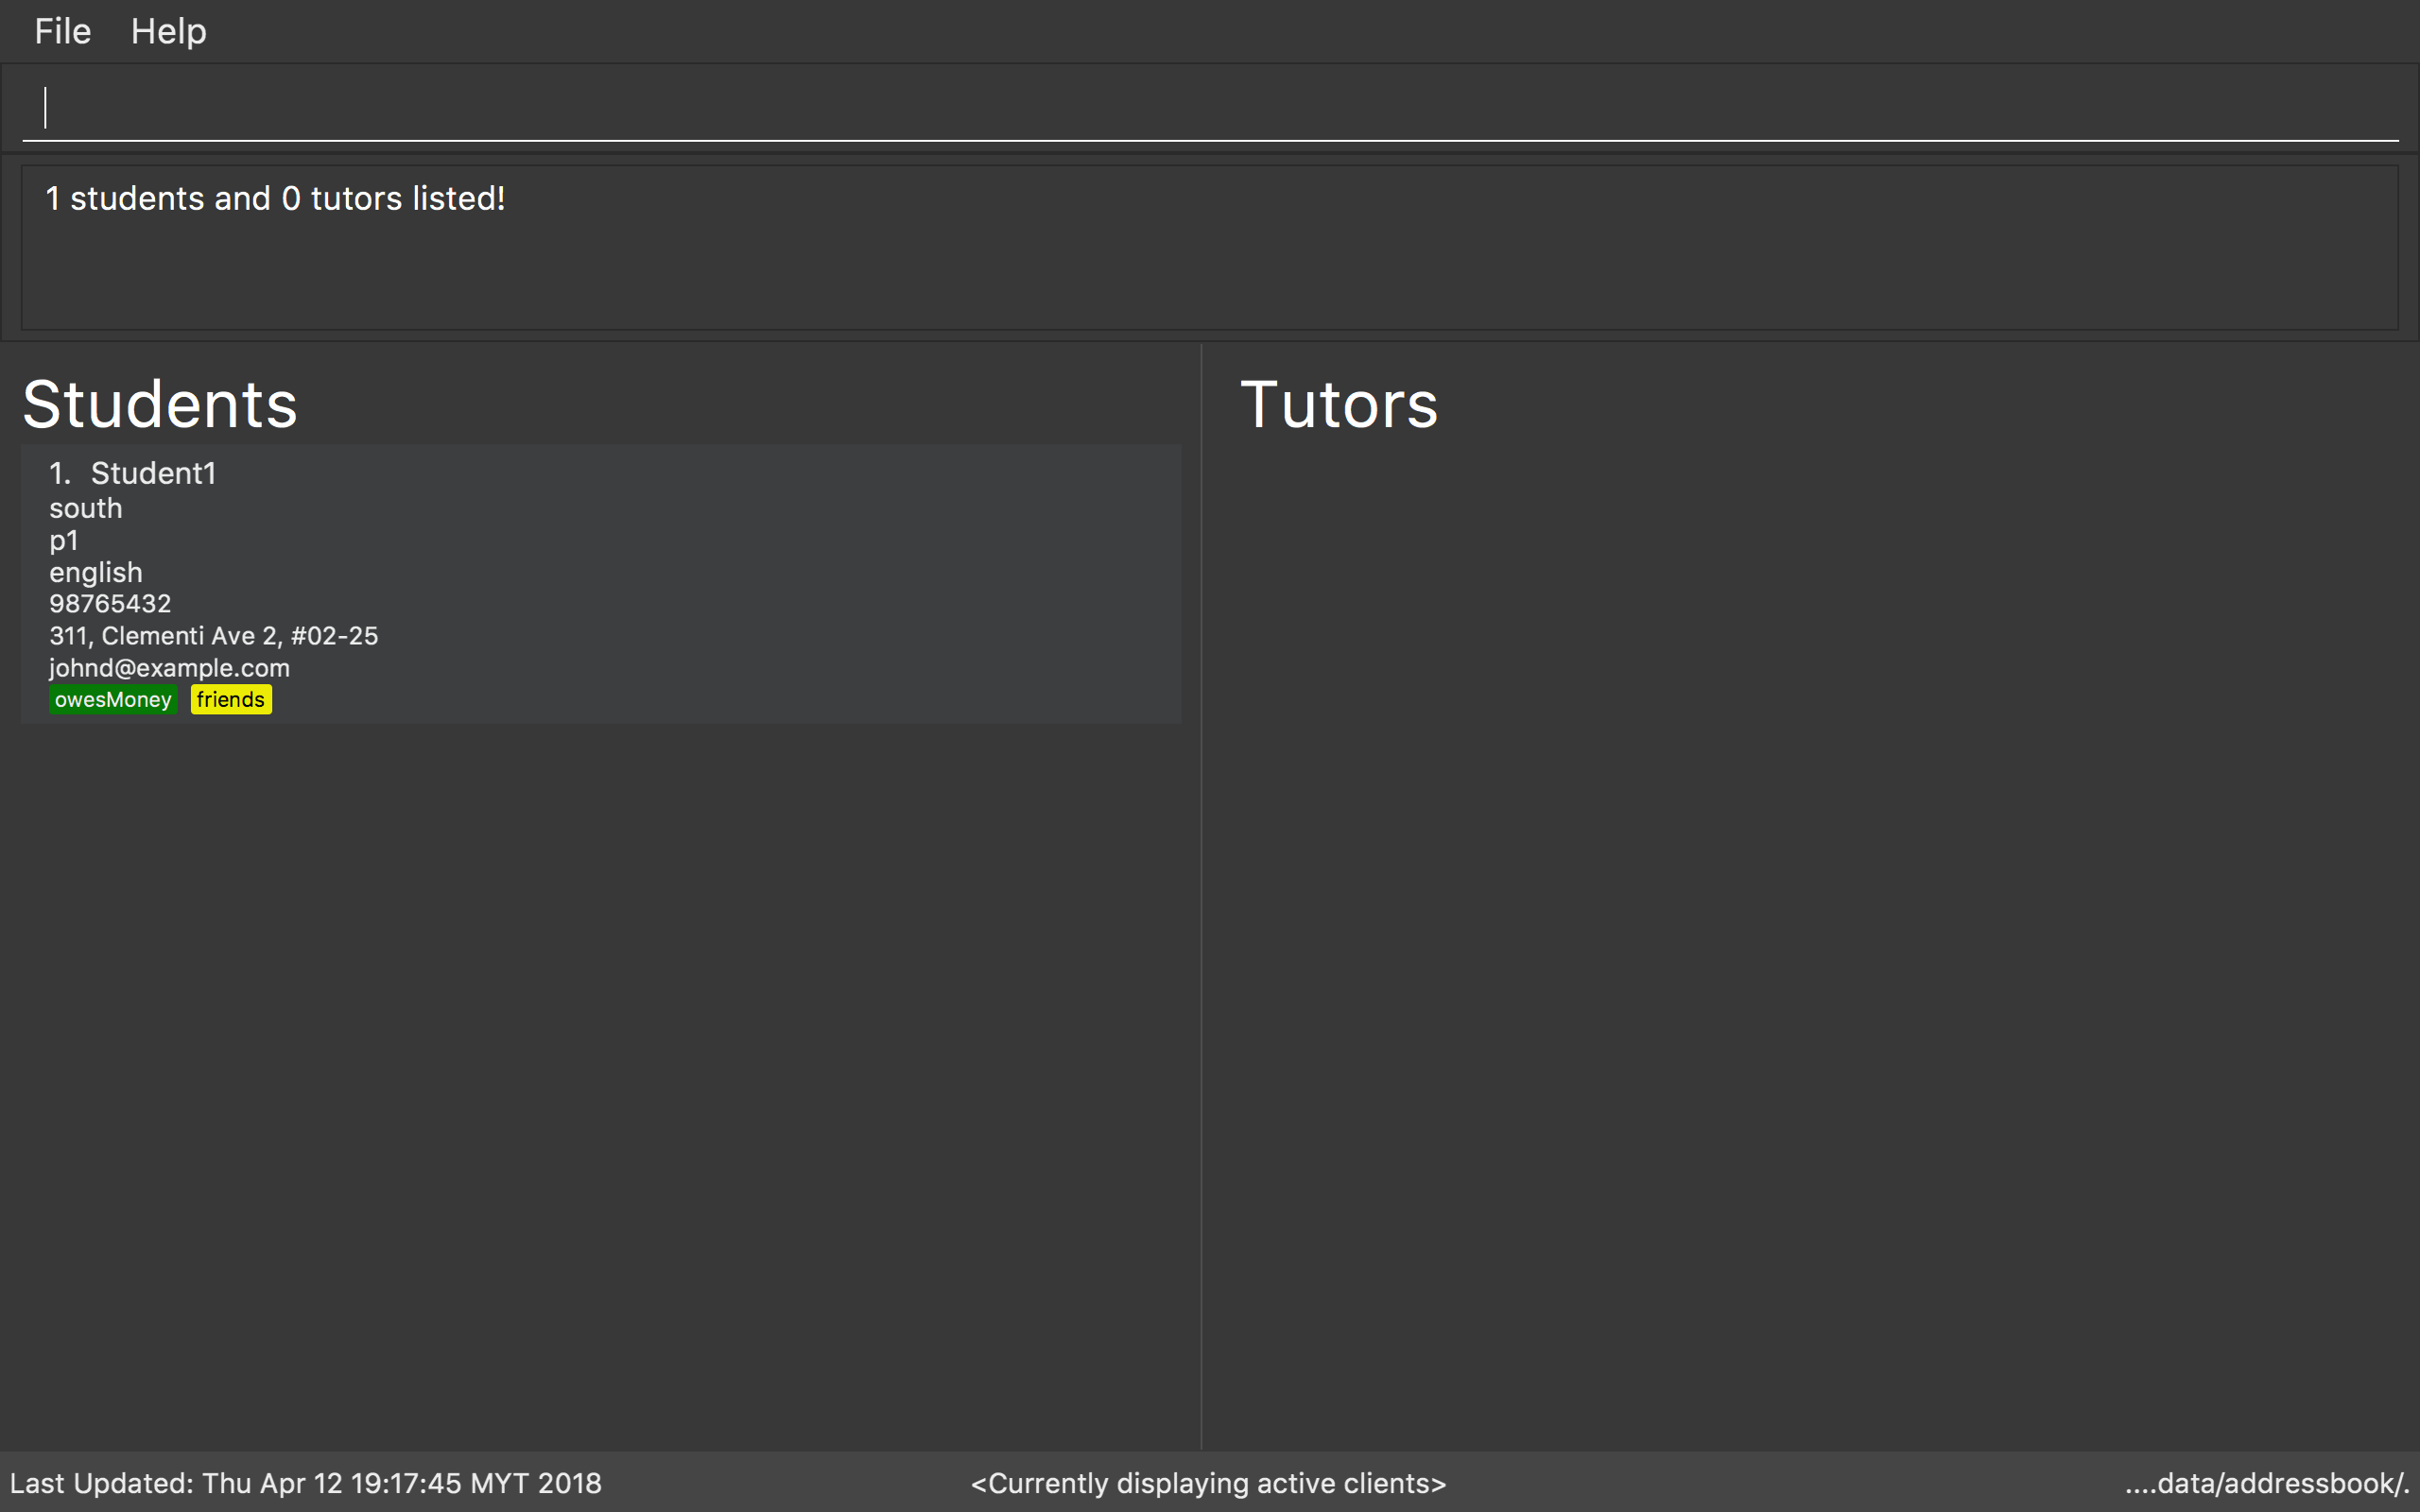 File Help
1 students and 0 tutors listed!
Students
1. Student1
south
p1
english
98765432
311, Clementi Ave 2, #02-25
johnd@example.com
owesMoney friends
Tutors
Last Updated: Thu Apr 12 19:17:45 MYT 2018
<Currently displaying active clients>
....data/addressbook/.